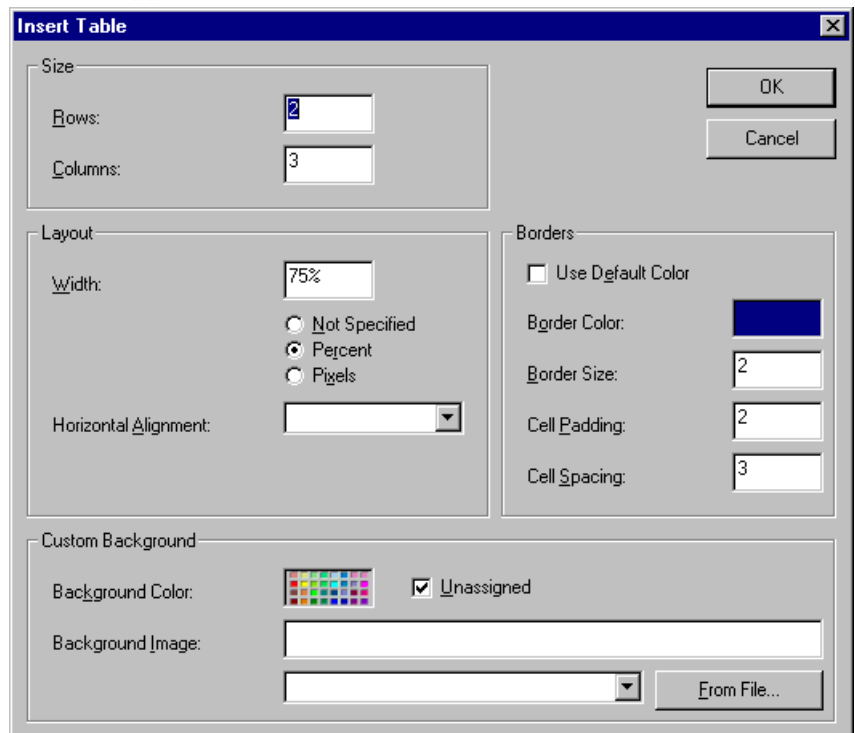 Insert Table
Size
Rows: 2
Columns: 3
OK
Cancel
Layout
Width: 75%
Not Specified
Percent
Pixels
Horizontal Alignment:
Borders
Use Default Color
Border Color:
Border Size: 2
Cell Padding: 2
Cell Spacing: 3
Custom Background
Background Color: Unassigned
Background Image:
From File...